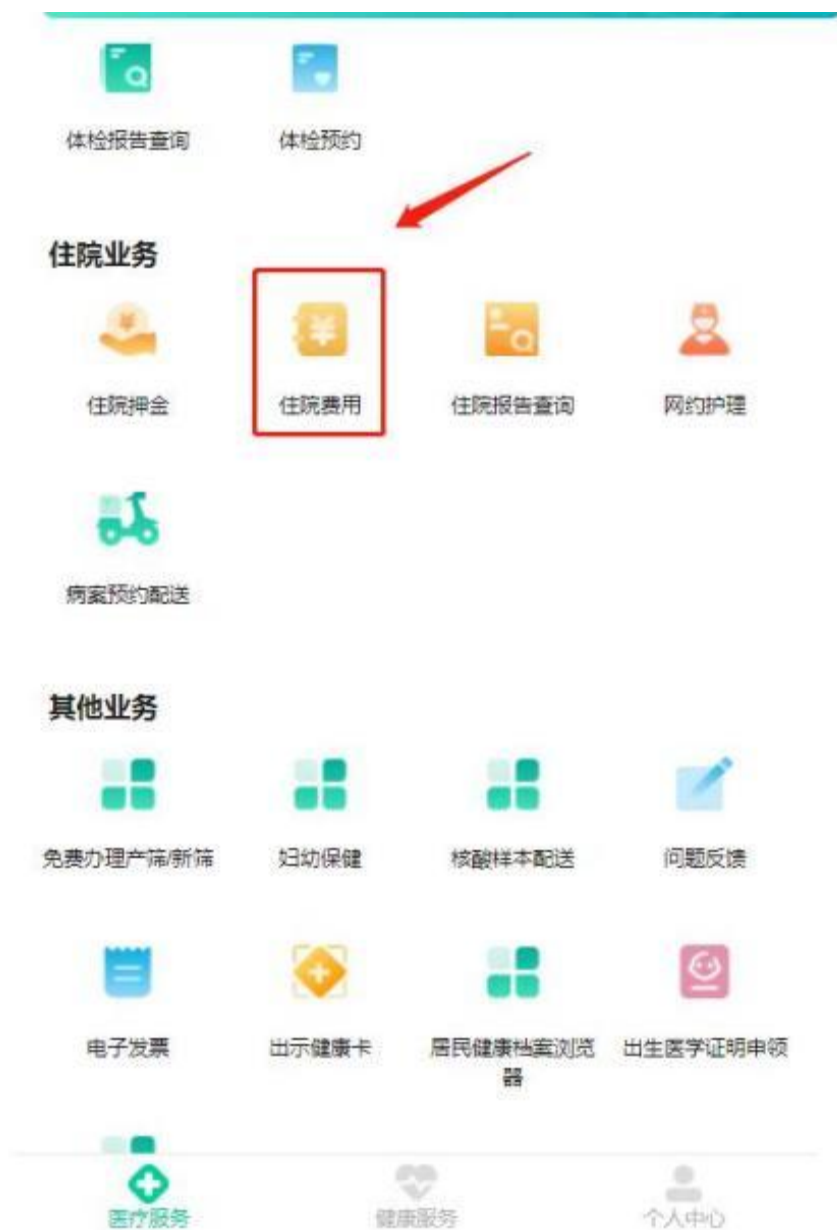 体检报告查询
体检预约
住院业务
住院押金
住院费用
住院报告查询
网约护理
病案预约配送
其他业务
免费办理产筛/新筛
妇幼保健
核酸样本配送
问题反馈
电子发票
出示健康卡
居民健康档案浏览
器
出生医学证明申领
医疗服务
健康服务
个人中心